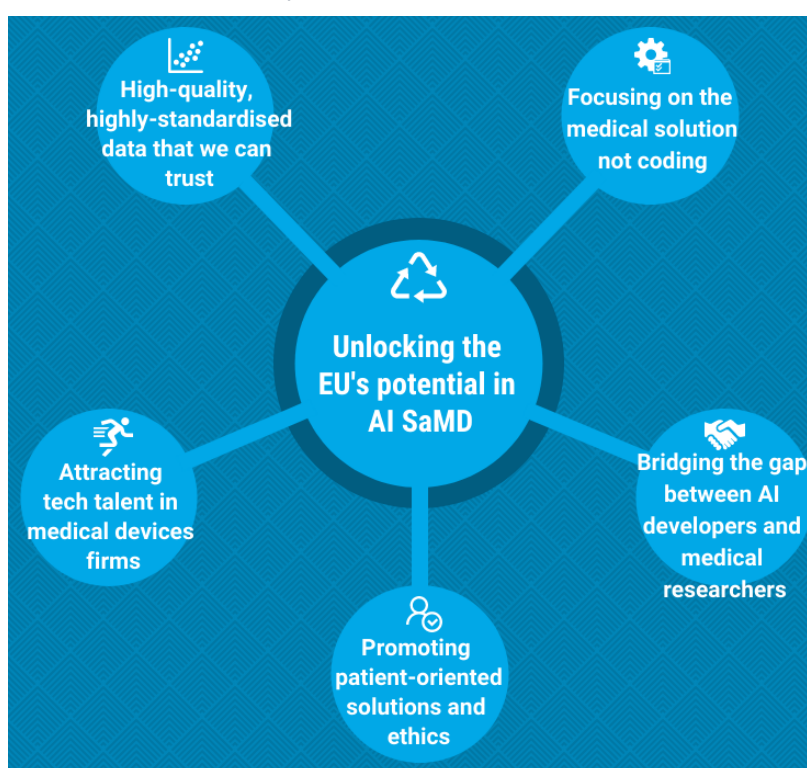 High-quality,
highly-standardised
data that we can
trust
Focusing on the
medical solution
not coding
Unlocking the
EU's potential in
AI SaMD
Attracting
tech talent in
medical devices
firms
Bridging the gap
between AI
developers and
medical
researchers
Promoting
patient-oriented
solutions and
ethics